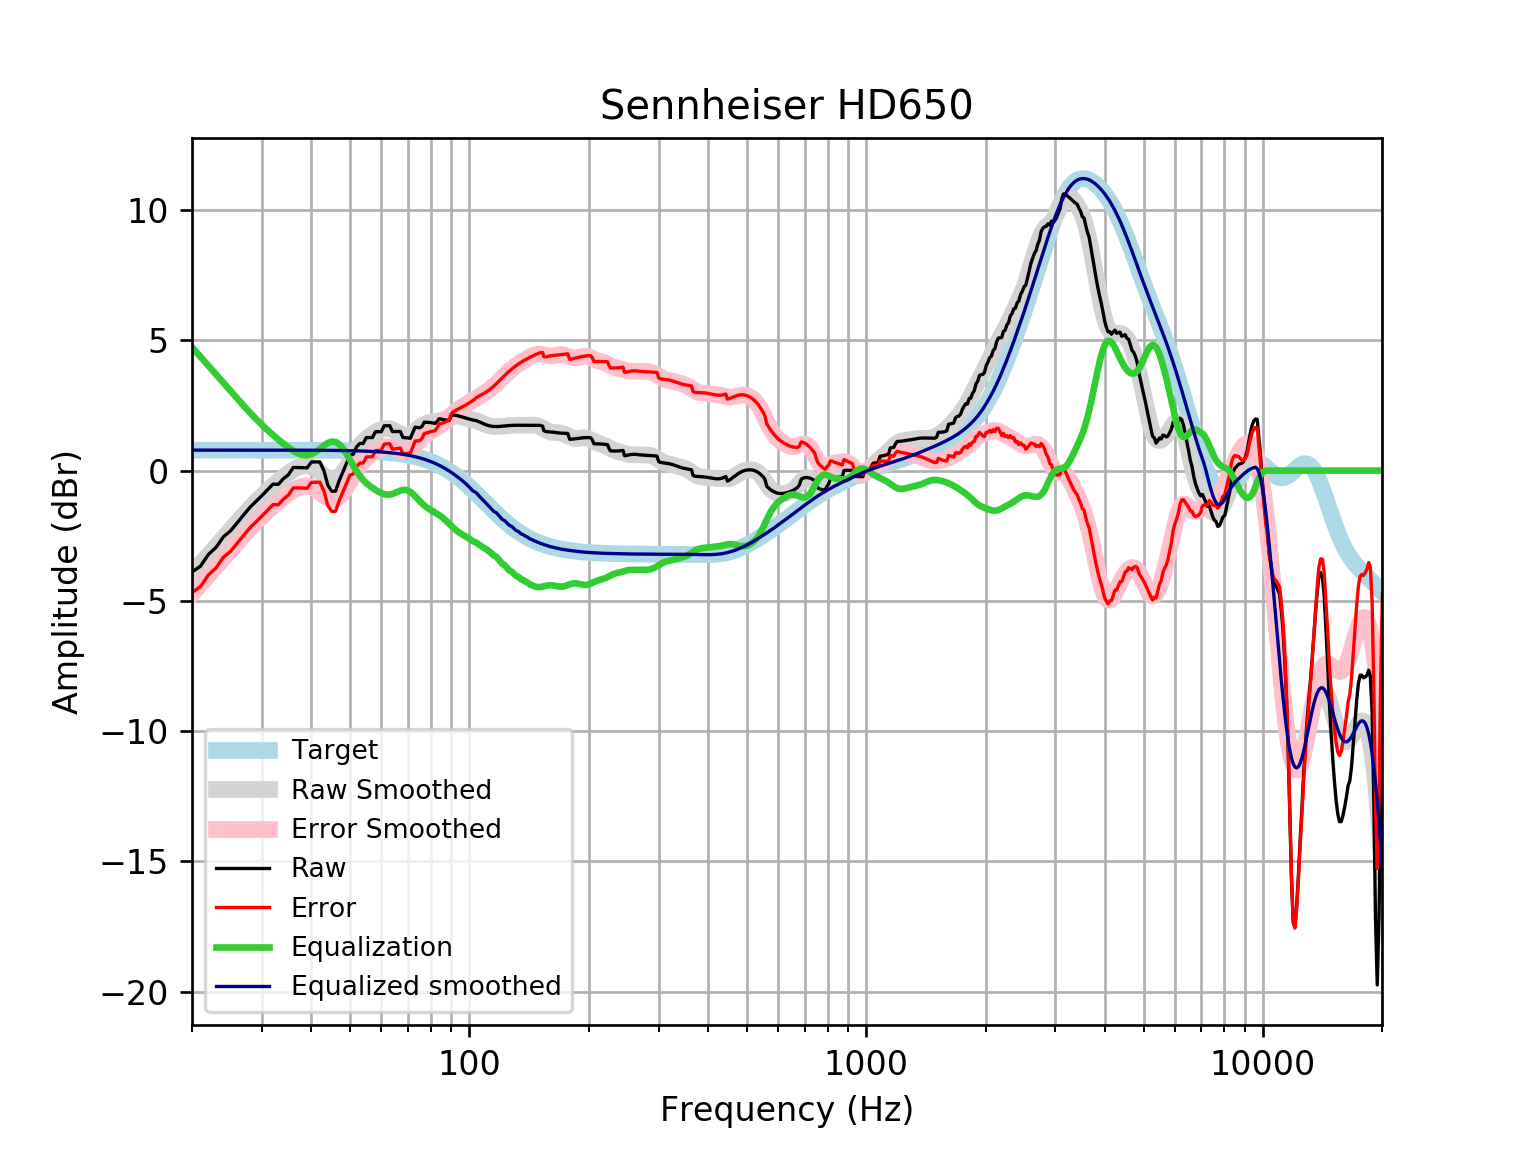 Sennheiser HD650
Amplitude (dBr)
10
5
0
−5
−10
−15
−20
Target
Raw Smoothed
Error Smoothed
Raw
Error
Equalization
Equalized smoothed
100
1000
10000
Frequency (Hz)